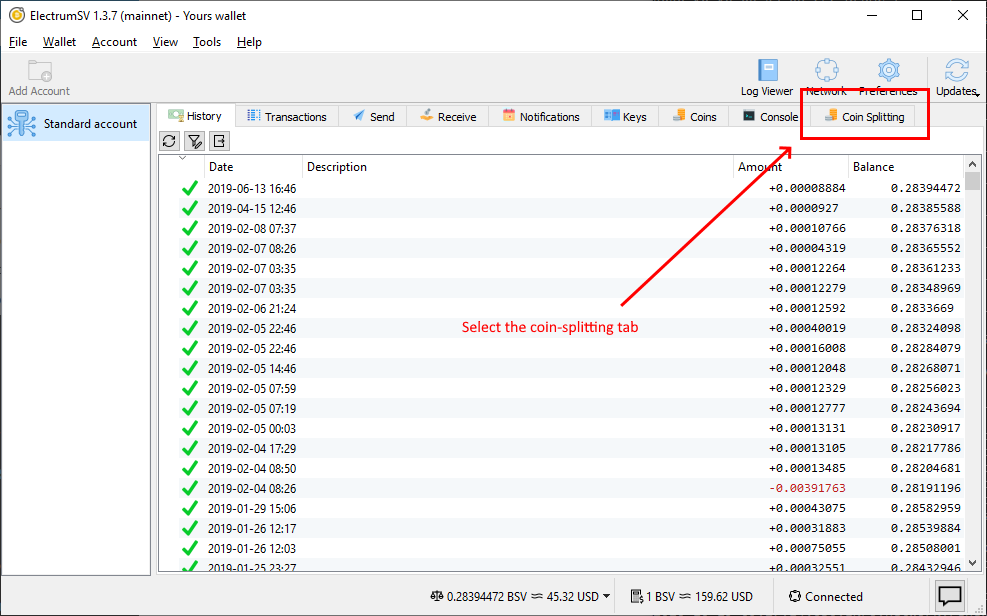 ElectrumSV 1.3.7 (mainnet) - Yours wallet
File Wallet Account View Tools Help
Add Account Log Viewer Network Preferences Updates
Standard account
History Transactions Send Receive Notifications Keys Coins Console Coin Splitting
Date Description Amount Balance
2019-06-13 16:46 +0.00008884 0.28394472
2019-04-15 12:46 +0.0000927 0.28385588
2019-02-08 07:37 +0.00010766 0.28376318
2019-02-07 08:26 +0.00004319 0.28365552
2019-02-07 03:35 +0.00012264 0.28361233
2019-02-07 03:35 +0.00012279 0.28348969
2019-02-06 21:24 +0.00012592 0.2833669
2019-02-05 22:46 +0.00040019 0.28324098
Select the coin-splitting tab
2019-02-05 22:46 +0.00016008 0.28284079
2019-02-05 14:46 +0.00012048 0.28268071
2019-02-05 07:59 +0.00012329 0.28256023
2019-02-05 07:19 +0.00012777 0.28243694
2019-02-05 00:03 +0.00013131 0.28230917
2019-02-04 17:29 +0.00013105 0.28217786
2019-02-04 08:50 +0.00013485 0.28204681
2019-02-04 08:26 -0.00391763 0.28191196
2019-01-29 15:06 +0.00043075 0.28582959
2019-01-26 12:17 +0.00031883 0.28539884
2019-01-26 12:03 +0.00075055 0.28508001
2019-01-25 23:27 +0.00032551 0.28432946
0.28394472 BSV ≈ 45.32 USD 1 BSV ≈ 159.62 USD Connected